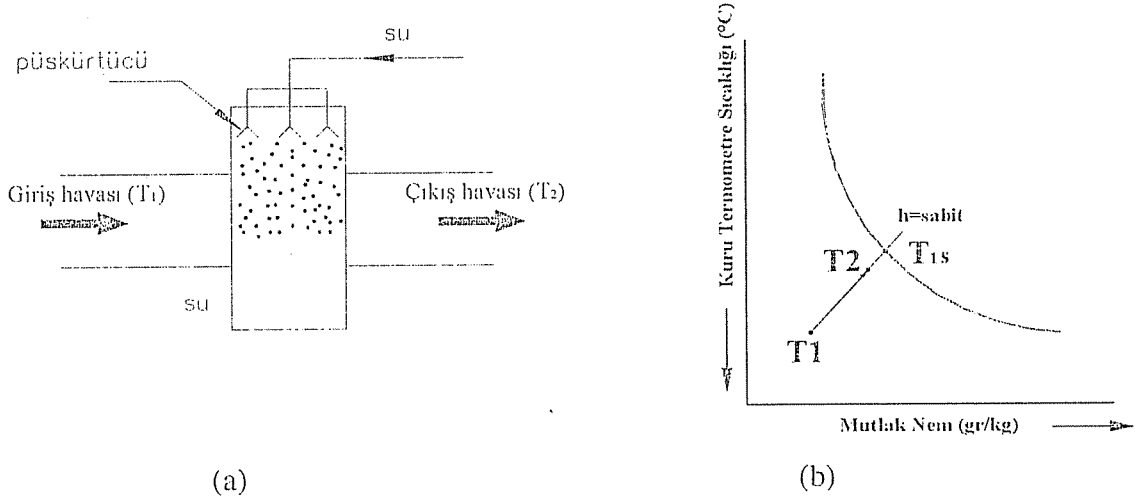 su
püskürtücü
Giriş havası (T₁)
Çıkış havası (T₂)
su
(a)
Kuru Termometre Sıcaklığı (°C)
h=sabit
T2
T₁s
T1
Mutlak Nem (gr/kg)
(b)